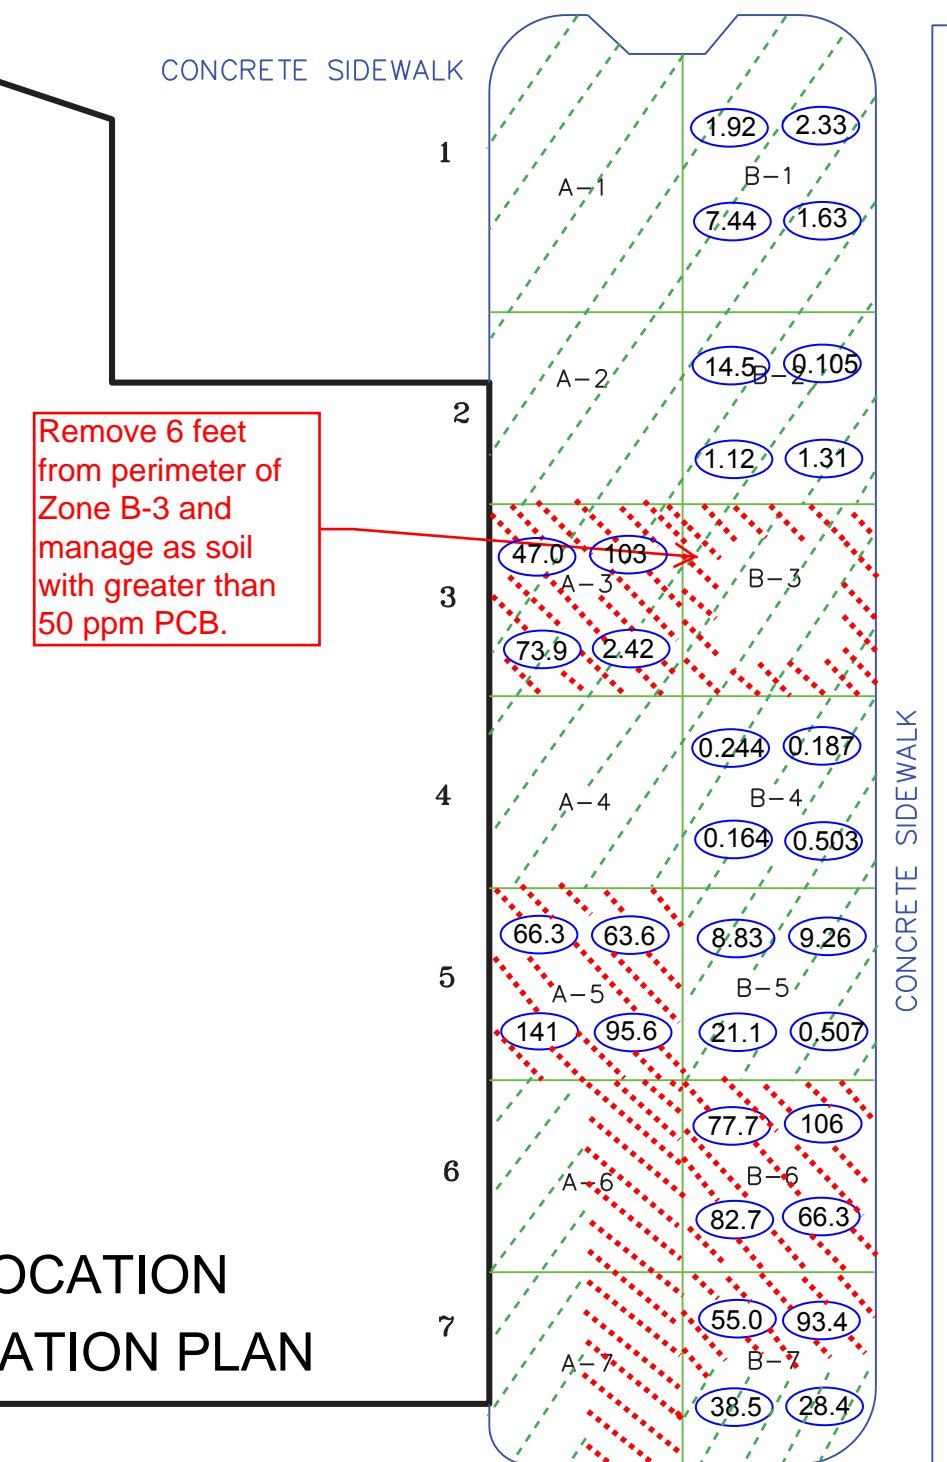 CONCRETE SIDEWALK
1
1.92 2.33
A-1 B-1
7.44 1.63
2
14.5 0.105
A-2 B-2
1.12 1.31
Remove 6 feet
from perimeter of
Zone B-3 and
manage as soil
with greater than
50 ppm PCB.
3
47.0 103
A-3 B-3
73.9 2.42
4
0.244 0.187
A-4 B-4
0.164 0.503
CONCRETE SIDEWALK
5
66.3 63.6 8.83 9.26
A-5 B-5
141 95.6 21.1 0.507
6
77.7 106
A-6 B-6
82.7 66.3
OCATION
ATION PLAN
7
55.0 93.4
A-7 B-7
38.5 28.4